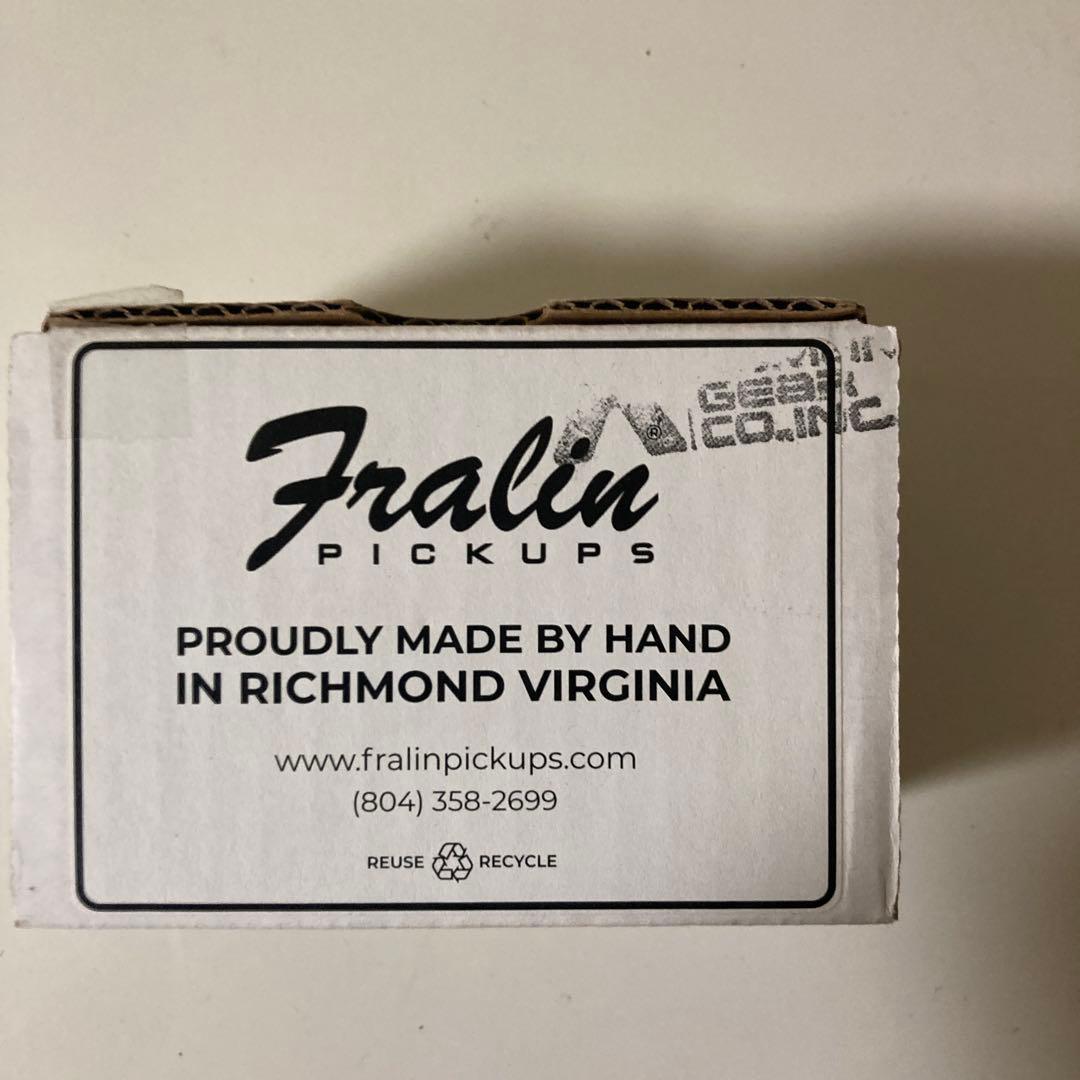 GEAR
CO.,INC.
Fralin®
PICKUPS
PROUDLY MADE BY HAND
IN RICHMOND VIRGINIA
www.fralinpickups.com
(804) 358-2699
REUSE RECYCLE